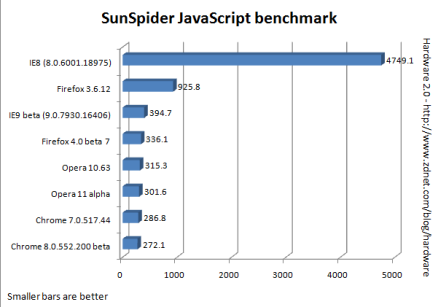 SunSpider JavaScript benchmark
IE8 (8.0.6001.18975)
4749.1
Firefox 3.6.12
925.8
IE9 beta (9.0.7930.16406)
394.7
Firefox 4.0 beta 7
336.1
Opera 10.63
315.3
Opera 11 alpha
301.6
Chrome 7.0.517.44
286.8
Chrome 8.0.552.200 beta
272.1
0
1000
2000
3000
4000
5000
Smaller bars are better
Hardware 2.0 - http://www.zdnet.com/blog/hardware